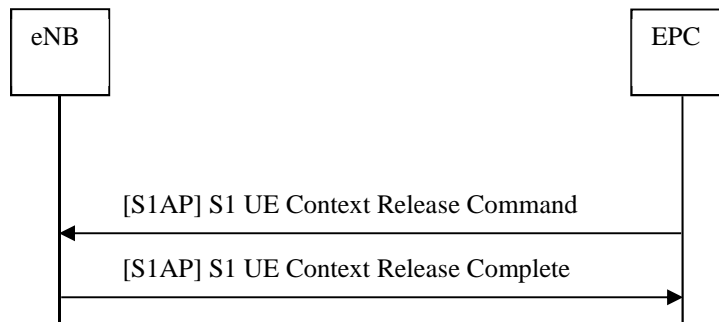 eNB
EPC
[S1AP] S1 UE Context Release Command
[S1AP] S1 UE Context Release Complete